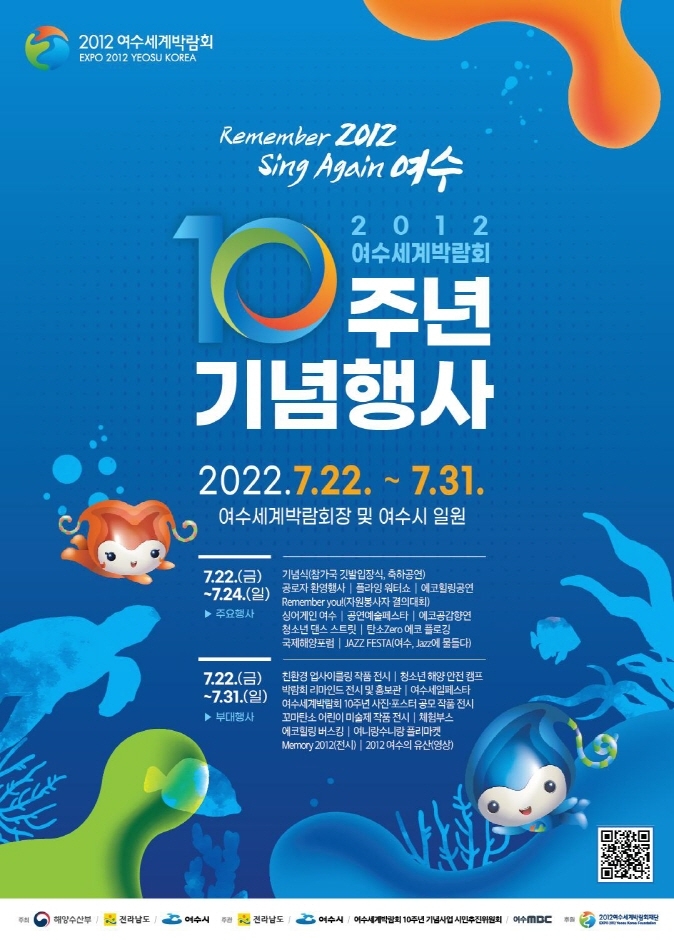 2012 여수세계박람회
EXPO 2012 YEOSU KOREA
Remember 2012
Sing Again 여수
2012
여수세계박람회
10주년
기념행사
2022.7.22. ~ 7.31.
여수세계박람회장 및 여수시 일원
7.22.(금)
~7.24.(일)
▶ 주요행사
기념식(참가국 깃발입장식, 축하공연)
공로자 환영행사 | 플라잉 워터쇼 | 에코힐링공연
Remember you!(자원봉사자 결의대회)
싱어게인 여수 | 공연예술페스타 | 에코공감향연
청소년 댄스 스트릿 | 탄소Zero 에코 플로깅
국제해양포럼 | JAZZ FESTA(여수, Jazz에 물들다)
7.22.(금)
~7.31.(일)
▶ 부대행사
친환경 업사이클링 작품 전시 | 청소년 해양 안전 캠프
박람회 리마인드 전시 및 홍보관 | 여수세일페스타
여수세계박람회 10주년 사진·포스터 공모 작품 전시
꼬마탄소 어린이 미술제 작품 전시 | 체험부스
에코힐링 버스킹 | 여니랑수니랑 플리마켓
Memory 2012(전시) | 2012 여수의 유산(영상)
주최 해양수산부 / 전라남도 / 여수시 주관 전라남도 / 여수시 / 여수세계박람회 10주년 기념사업 시민추진위원회 / 여수MBC 후원 2012여수세계박람회재단
EXPO 2012 Yeosu Korea Foundation